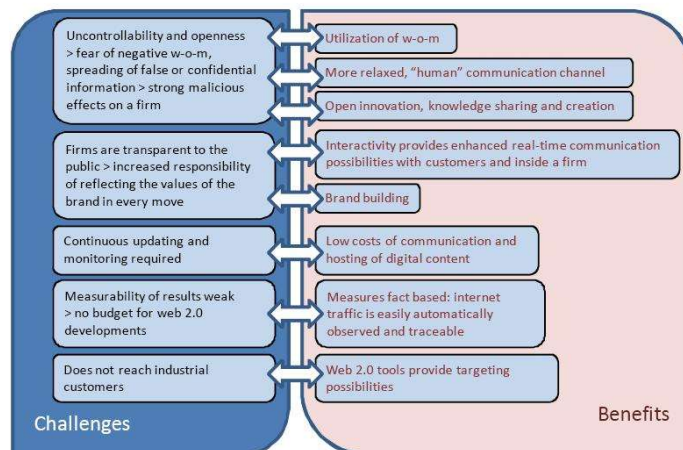 Uncontrollability and openness
> fear of negative w-o-m,
spreading of false or confidential
information > strong malicious
effects on a firm
Utilization of w-o-m
More relaxed, “human” communication channel
Open innovation, knowledge sharing and creation
Firms are transparent to the
public > increased responsibility
of reflecting the values of the
brand in every move
Interactivity provides enhanced real-time communication
possibilities with customers and inside a firm
Brand building
Continuous updating and
monitoring required
Low costs of communication and
hosting of digital content
Measurability of results weak
> no budget for web 2.0
developments
Measures fact based: internet
traffic is easily automatically
observed and traceable
Does not reach industrial
customers
Web 2.0 tools provide targeting
possibilities
Challenges
Benefits